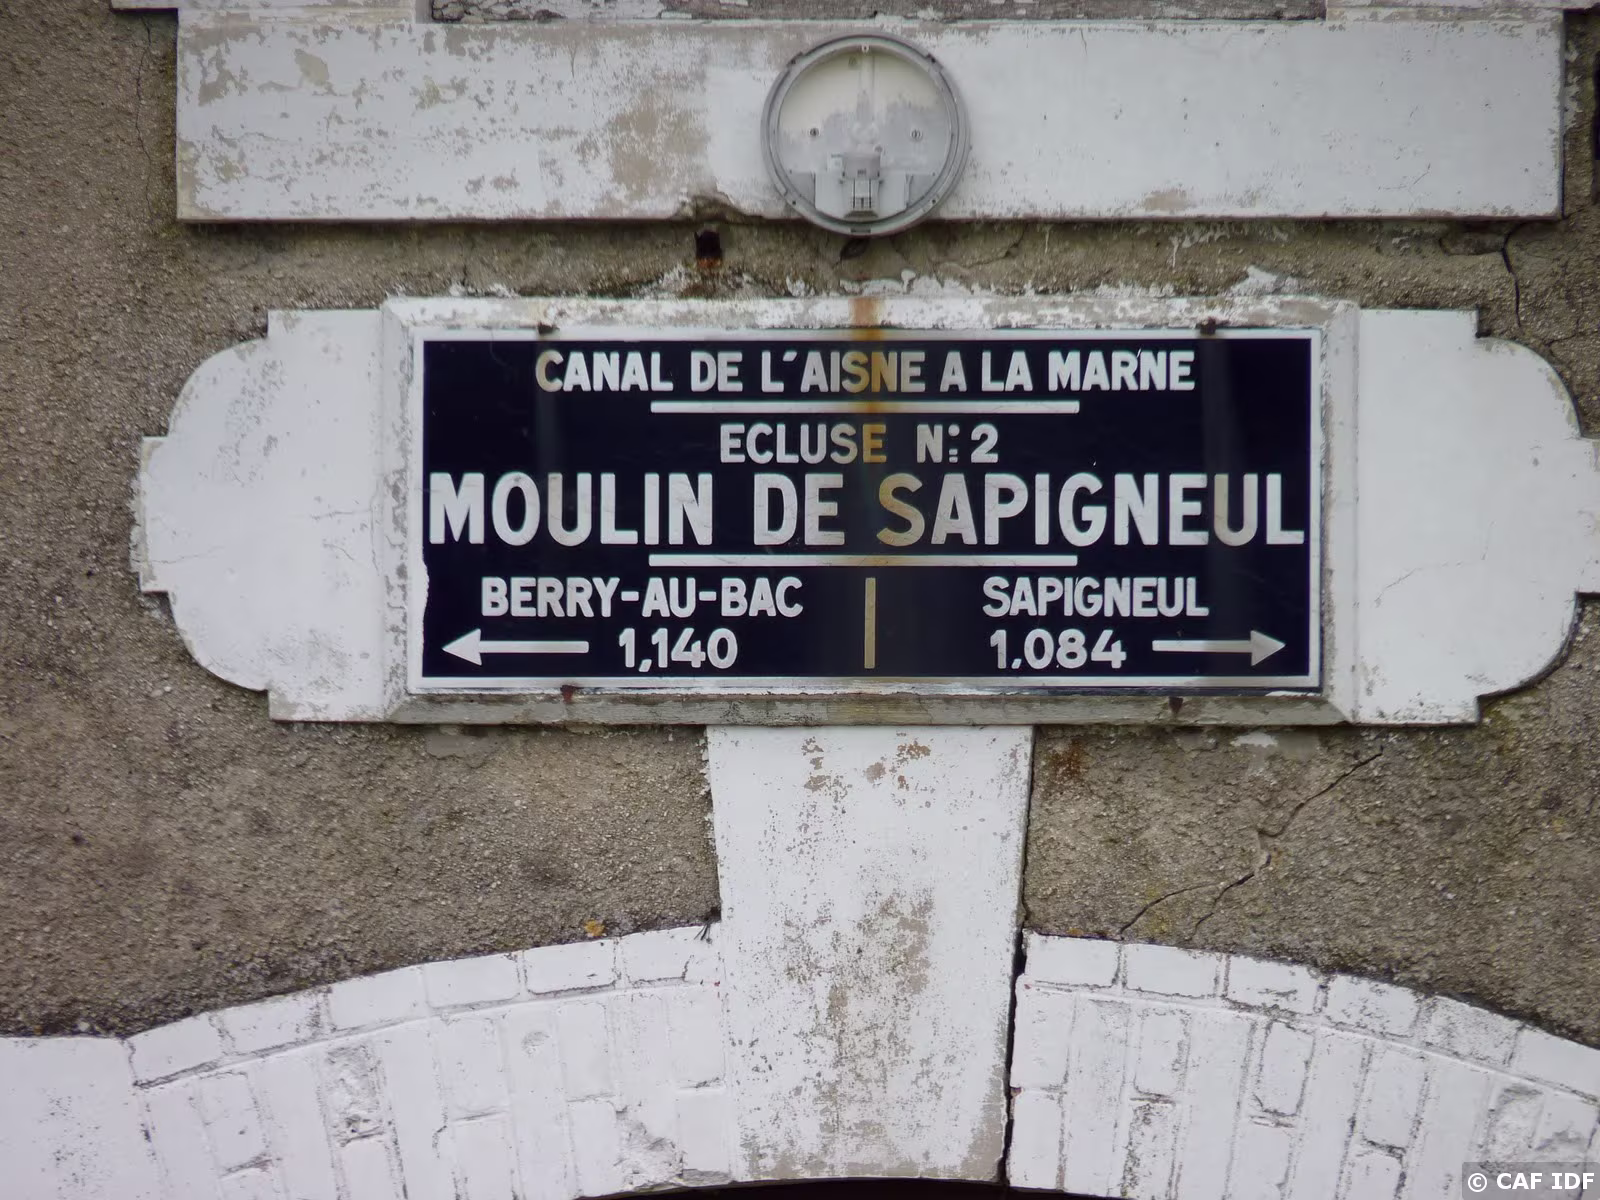 CANAL DE L'AISNE A LA MARNE
ECLUSE N° 2
MOULIN DE SAPIGNEUL
BERRY-AU-BAC SAPIGNEUL
1,140 1.084
© CAF IDF